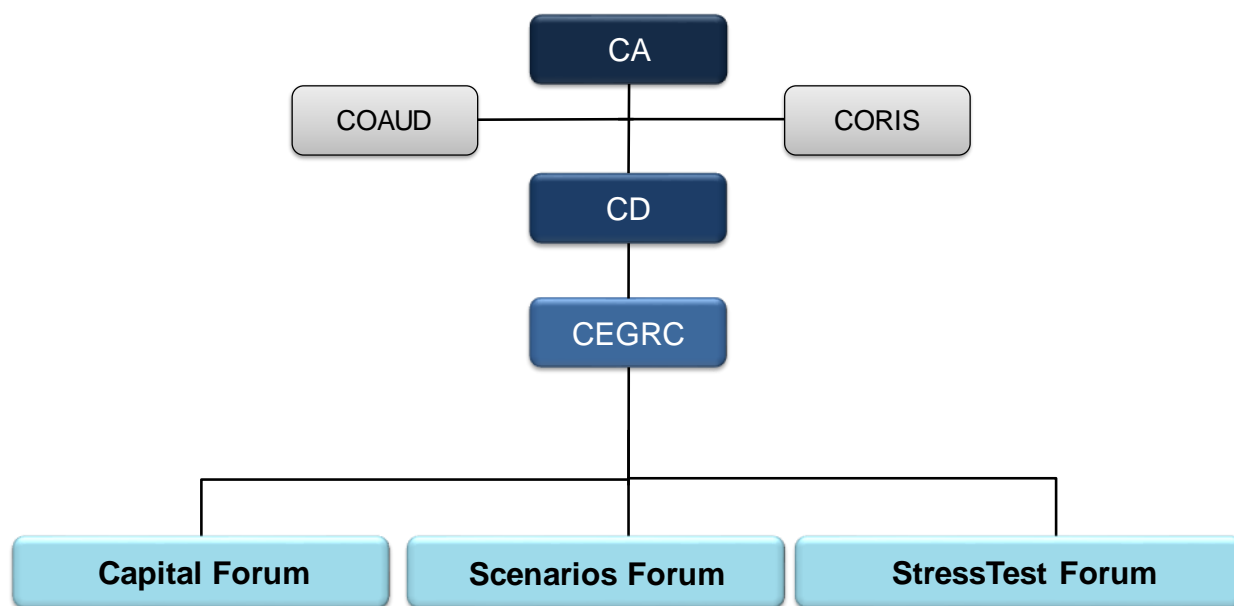 CA
COAUD
CORIS
CD
CEGRC
Capital Forum
Scenarios Forum
StressTest Forum